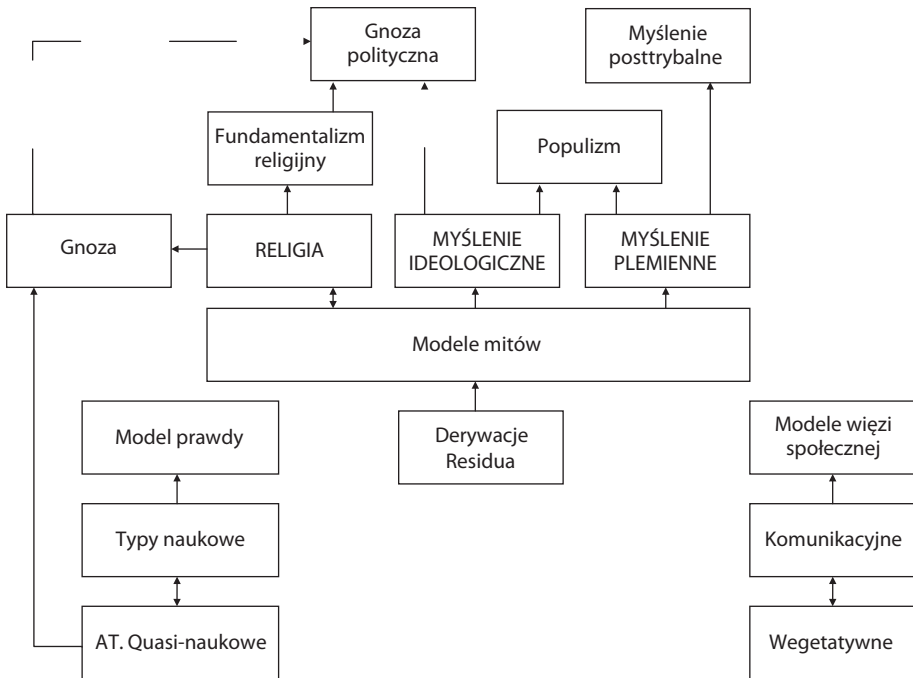 Gnoza
polityczna
Myślenie
posttrybalne
Fundamentalizm
religijny
Populizm
Gnoza
RELIGIA
MYŚLENIE
IDEOLOGICZNE
MYŚLENIE
PLEMIENNE
Modele mitów
Model prawdy
Derywacje
Residua
Modele więzi
społecznej
Typy naukowe
Komunikacyjne
AT. Quasi-naukowe
Wegetatywne